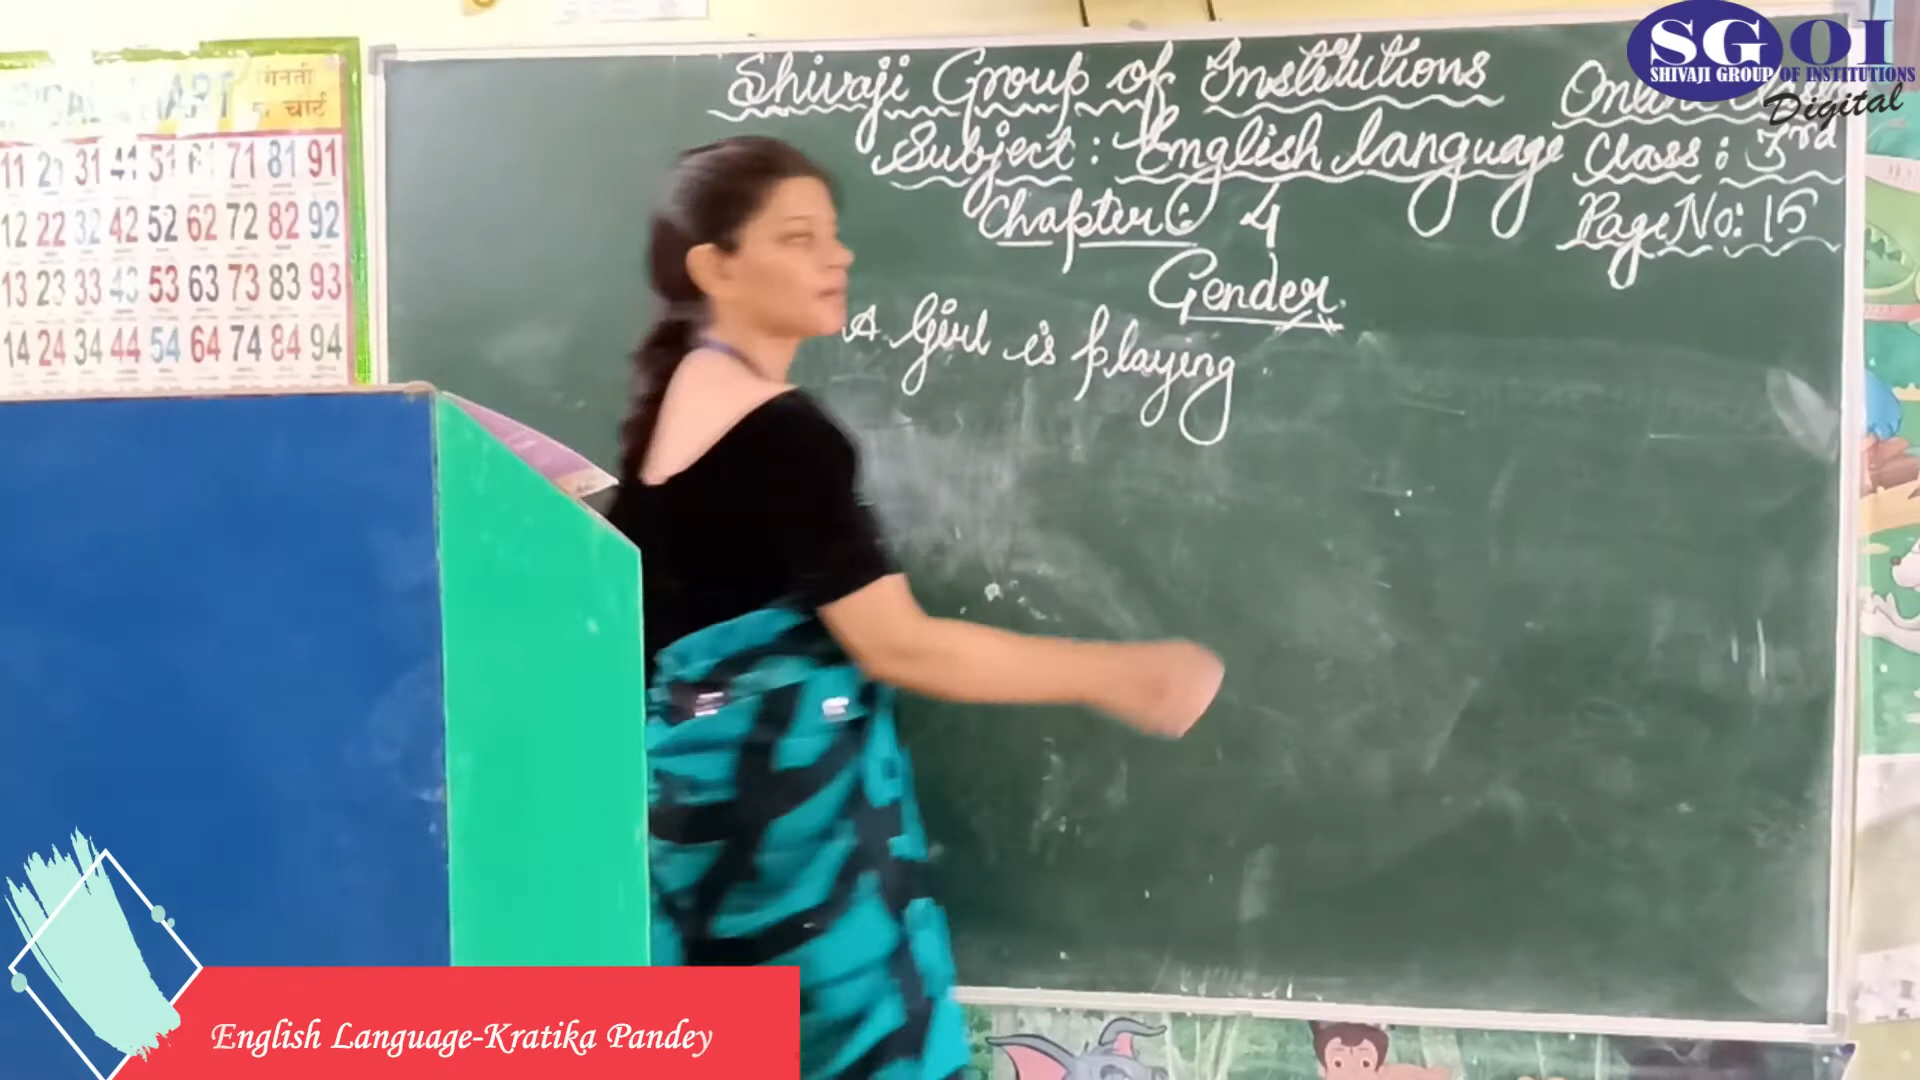 SGOI
SHIVAJI GROUP OF INSTITUTIONS
Digital
Shivaji Group of Institutions
Subject : English language Class : 3rd
Chapter : 4 Page No: 15
Gender
A Girl is playing
गिनती
चार्ट
11 21 31 41 51 61 71 81 91
12 22 32 42 52 62 72 82 92
13 23 33 43 53 63 73 83 93
14 24 34 44 54 64 74 84 94
English Language-Kratika Pandey